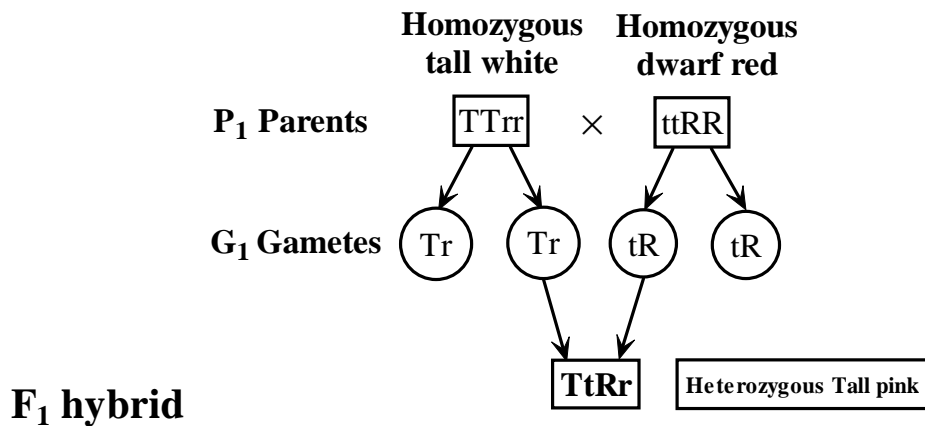 Homozygous Homozygous
tall white dwarf red
P₁ Parents TTrr × ttRR
G₁ Gametes Tr Tr tR tR
TtRr Heterozygous Tall pink
F₁ hybrid